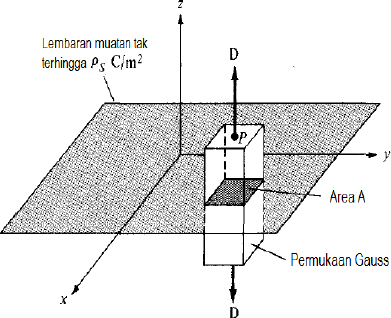 z
D
Lembaran muatan tak
terhingga ρS C/m²
P
y
Area A
Permukaan Gauss
x
D